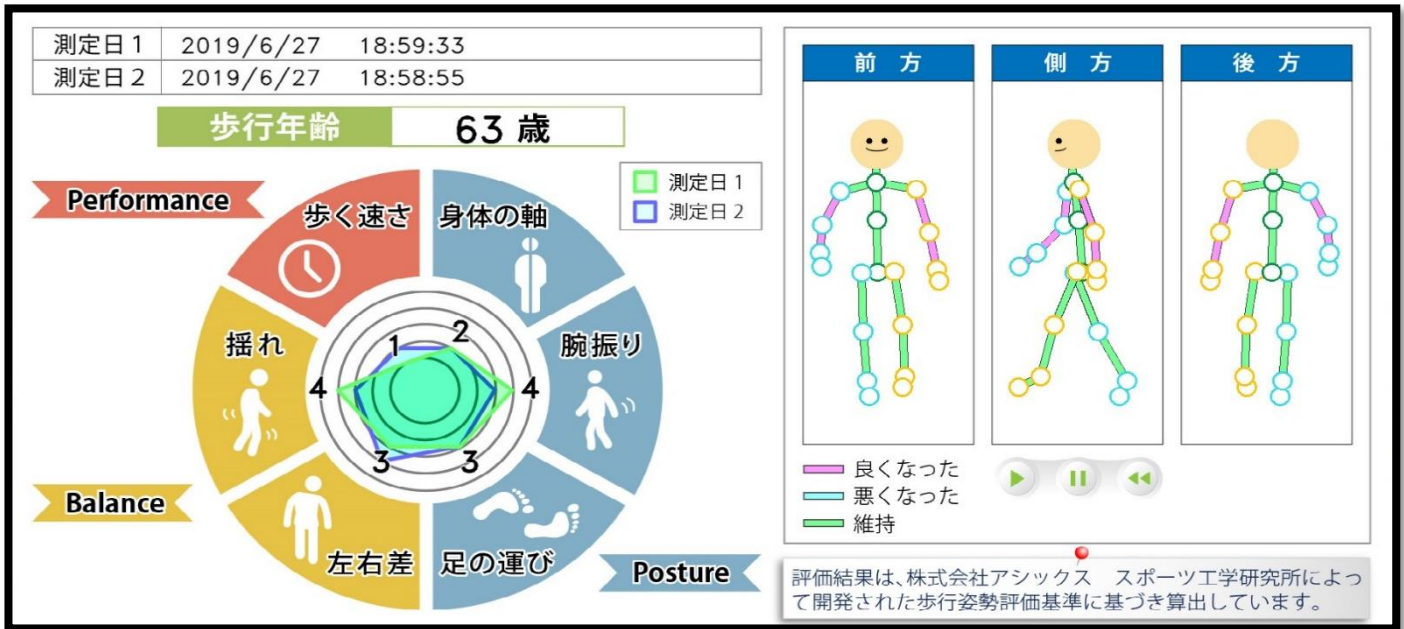 測定日1 2019/6/27 18:59:33
測定日2 2019/6/27 18:58:55
歩行年齢 63 歳
測定日1
測定日2
Performance
歩く速さ
身体の軸
揺れ
腕振り
1
2
4
4
3
3
Balance
左右差
足の運び
Posture
前方
側方
後方
良くなった
悪くなった
維持
評価結果は、株式会社アシックス スポーツ工学研究所によっ
て開発された歩行姿勢評価基準に基づき算出しています。